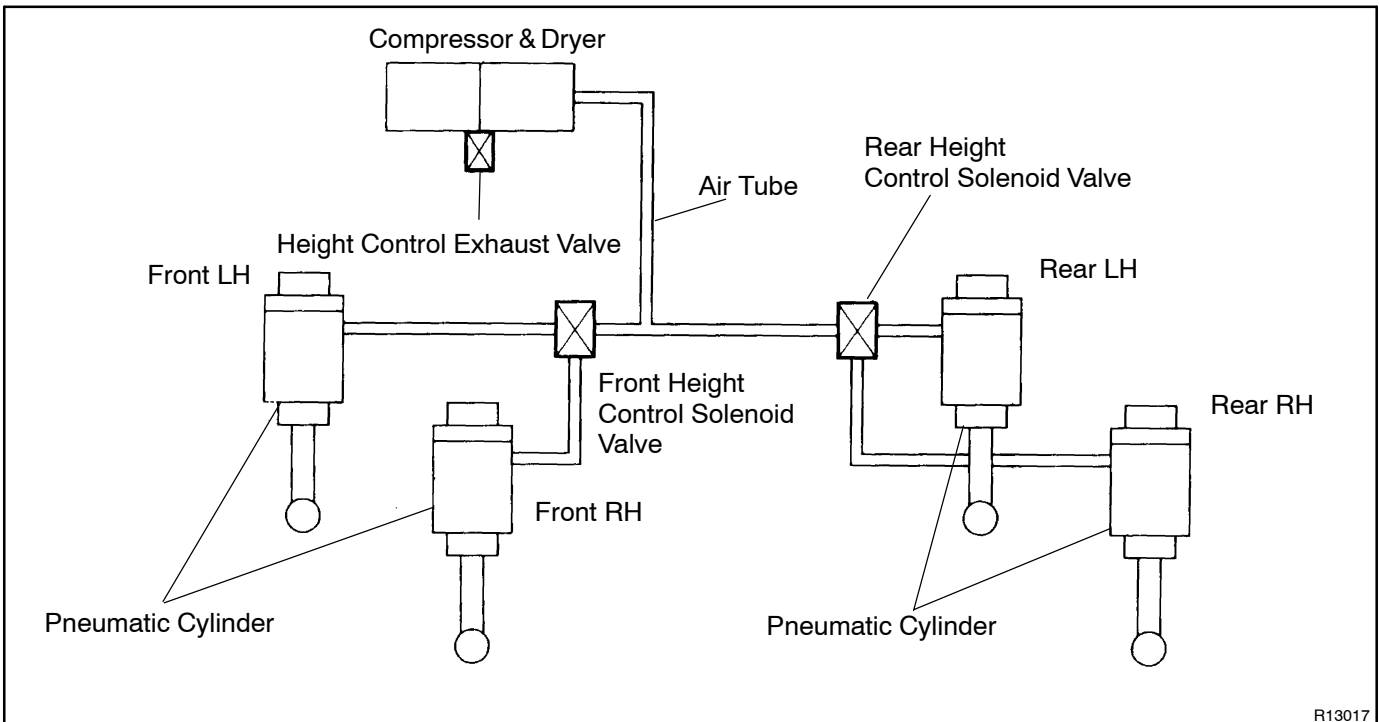 Compressor & Dryer
Rear Height
Control Solenoid Valve
Air Tube
Height Control Exhaust Valve
Front LH
Rear LH
Front Height
Control Solenoid
Valve
Rear RH
Front RH
Pneumatic Cylinder
Pneumatic Cylinder
R13017